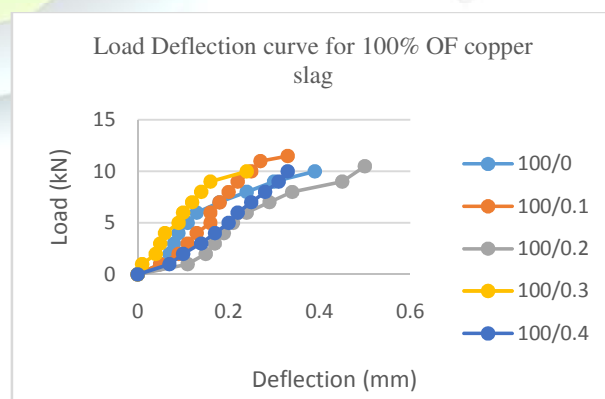 Load Deflection curve for 100% OF copper
slag
15
10
5
0
0 0.2 0.4 0.6
Load (kN)
Deflection (mm)
100/0
100/0.1
100/0.2
100/0.3
100/0.4